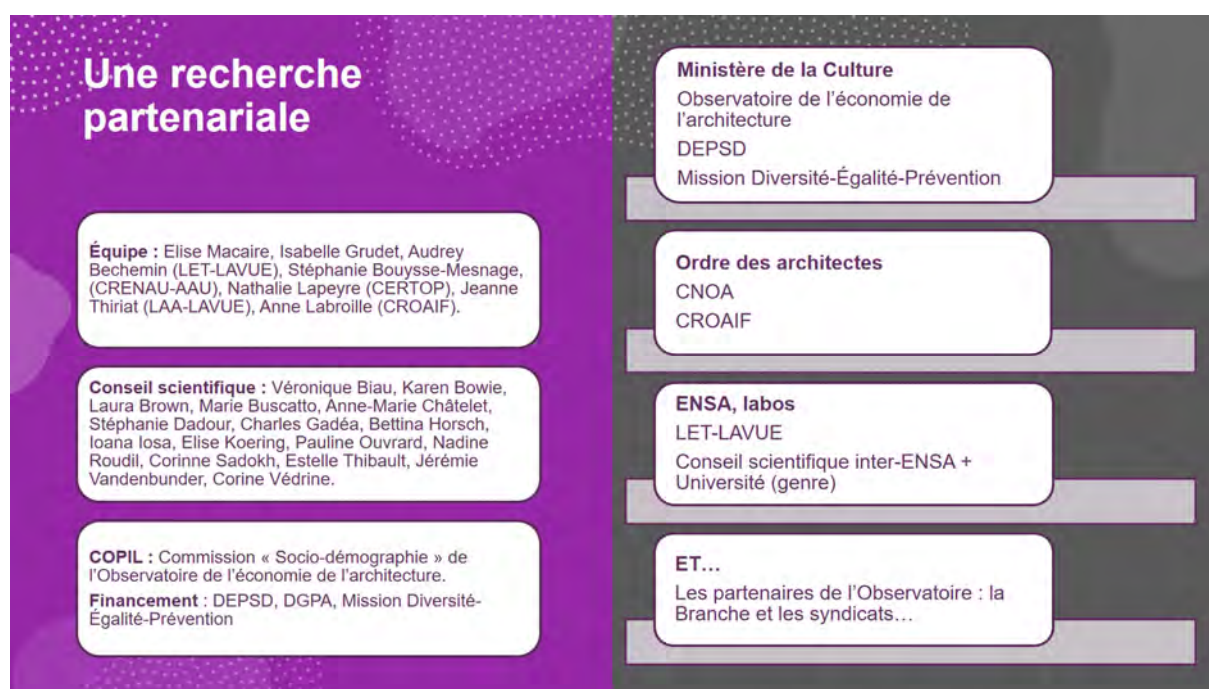 Une recherche
partenariale
Équipe : Elise Macaire, Isabelle Grudet, Audrey
Bechemin (LET-LAVUE), Stéphanie Bouysse-Mesnage,
(CRENAU-AAU), Nathalie Lapeyre (CERTOP), Jeanne
Thiriat (LAA-LAVUE), Anne Labroille (CROAIF).
Conseil scientifique : Véronique Biau, Karen Bowie,
Laura Brown, Marie Buscatto, Anne-Marie Châtelet,
Stéphanie Dadour, Charles Gadéa, Bettina Horsch,
Ioana Iosa, Elise Koering, Pauline Ouvrard, Nadine
Roudil, Corinne Sadokh, Estelle Thibault, Jérémie
Vandenbunder, Corine Védrine.
COPIL : Commission « Socio-démographie » de
l'Observatoire de l'économie de l'architecture.
Financement : DEPSD, DGPA, Mission Diversité-
Égalité-Prévention
Ministère de la Culture
Observatoire de l'économie de
l'architecture
DEPSD
Mission Diversité-Égalité-Prévention
Ordre des architectes
CNOA
CROAIF
ENSA, labos
LET-LAVUE
Conseil scientifique inter-ENSA +
Université (genre)
ET…
Les partenaires de l'Observatoire : la
Branche et les syndicats…